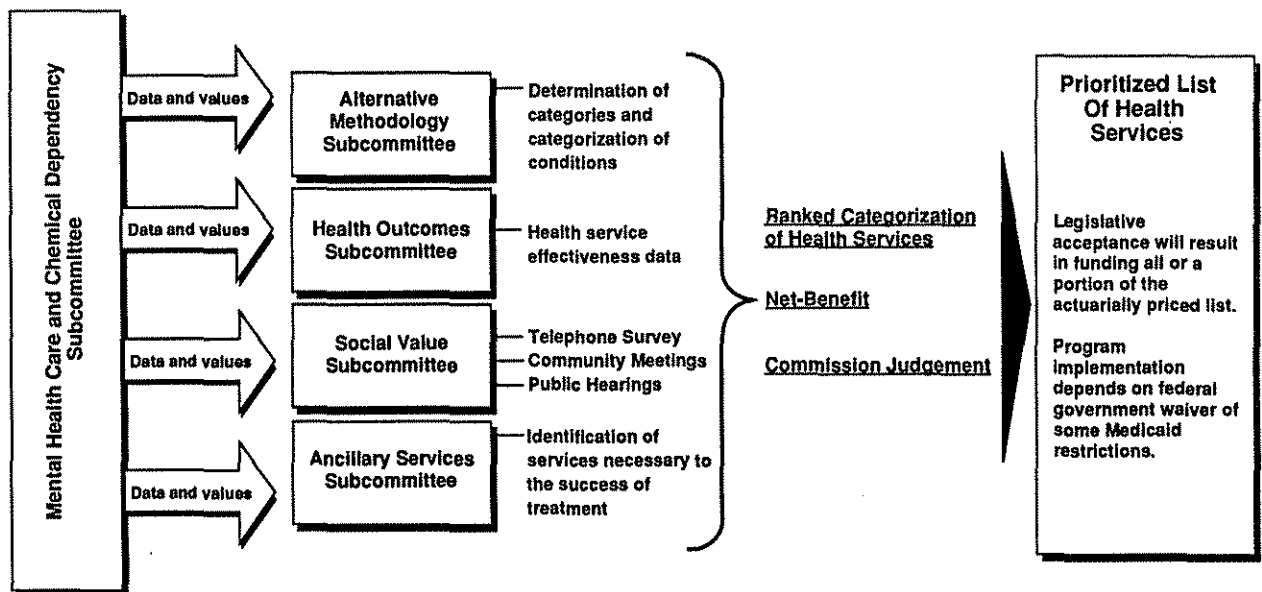 Mental Health Care and Chemical Dependency
Subcommittee
Data and values
Alternative
Methodology
Subcommittee
Determination of
categories and
categorization of
conditions
Data and values
Health Outcomes
Subcommittee
Health service
effectiveness data
Data and values
Social Value
Subcommittee
Telephone Survey
Community Meetings
Public Hearings
Data and values
Ancillary Services
Subcommittee
Identification of
services necessary to
the success of
treatment
Ranked Categorization
of Health Services
Net-Benefit
Commission Judgement
Prioritized List
Of Health
Services
Legislative
acceptance will result
in funding all or a
portion of the
actuarially priced list.
Program
implementation
depends on federal
government waiver of
some Medicaid
restrictions.